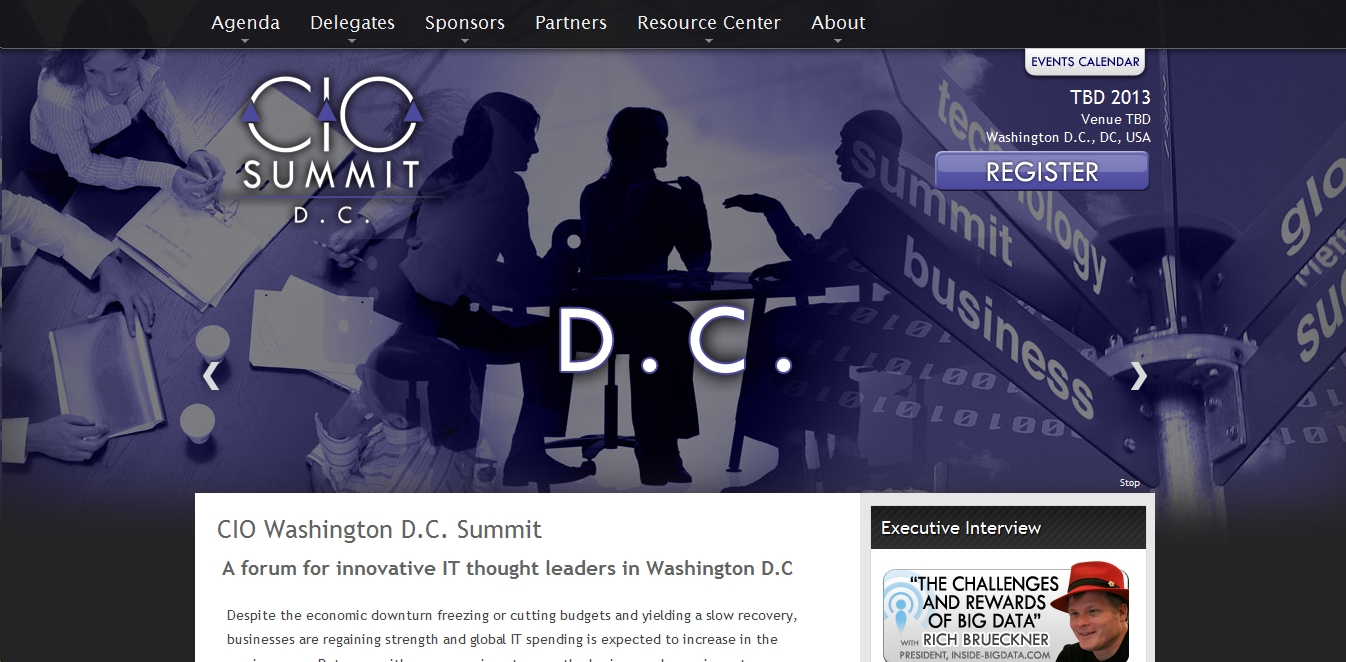 Agenda Delegates Sponsors Partners Resource Center About
EVENTS CALENDAR
CIO
SUMMIT
D.C.
TBD 2013
Venue TBD
Washington D.C., DC, USA
REGISTER
technology
summit
business
D.C.
Stop
CIO Washington D.C. Summit
A forum for innovative IT thought leaders in Washington D.C
Despite the economic downturn freezing or cutting budgets and yielding a slow recovery,
businesses are regaining strength and global IT spending is expected to increase in the
Executive Interview
"THE CHALLENGES
AND REWARDS
OF BIG DATA"
WITH RICH BRUECKNER
PRESIDENT, INSIDE-BIGDATA.COM